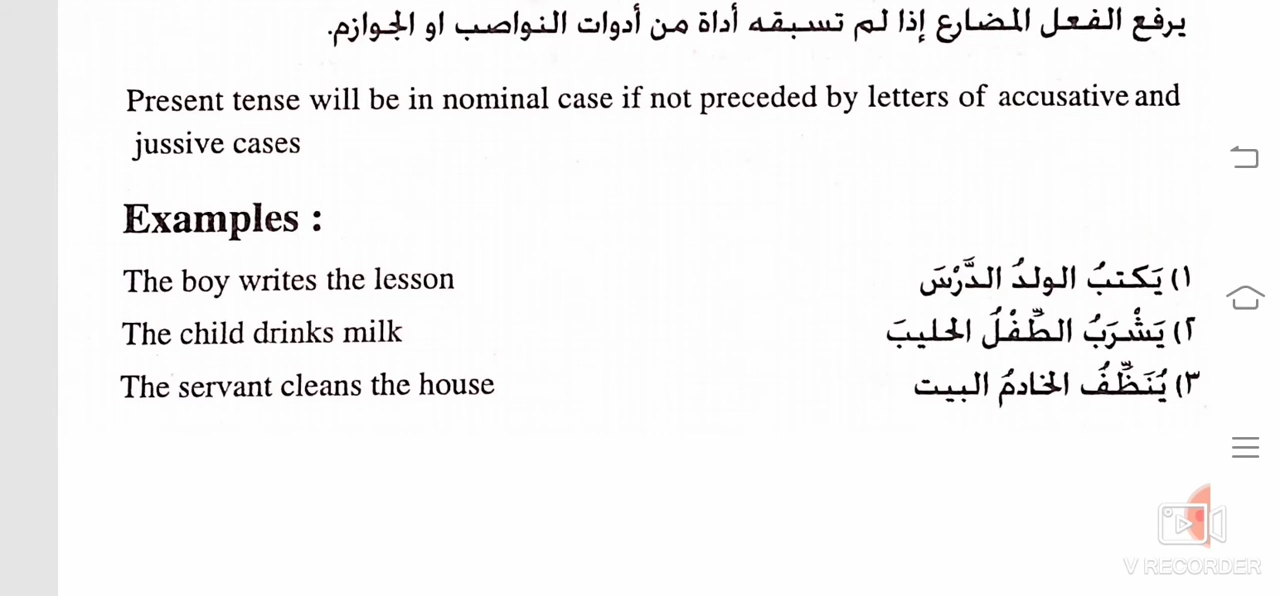 يرفع الفعل المضارع إذا لم تسبقه أداة من أدوات النواصب او الجوازم.
Present tense will be in nominal case if not preceded by letters of accusative and
jussive cases
Examples :
The boy writes the lesson ١) يَكتبُ الولدُ الدَّرْسَ
The child drinks milk ٢) يَشْرَبُ الطِّفْلُ الحليبَ
The servant cleans the house ٣) يُنَظِّفُ الخادمُ البيت
V RECORDER